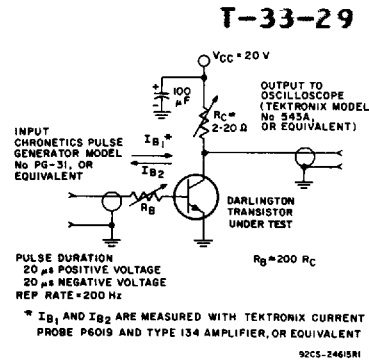 T-33-29
VCC = 20 V
+
100
μF
-
RC≈
2-20 Ω
OUTPUT TO
OSCILLOSCOPE
(TEKTRONIX MODEL
No 543A,
OR EQUIVALENT)
INPUT
CHRONETICS PULSE
GENERATOR MODEL
No PG-31, OR
EQUIVALENT
IB1*
IB2
RB
DARLINGTON
TRANSISTOR
UNDER TEST
PULSE DURATION
20 μs POSITIVE VOLTAGE
20 μs NEGATIVE VOLTAGE
REP RATE = 200 Hz
RB≈200 RC
* IB1 AND IB2 ARE MEASURED WITH TEKTRONIX CURRENT
PROBE P6019 AND TYPE 134 AMPLIFIER, OR EQUIVALENT
92CS-24615R1